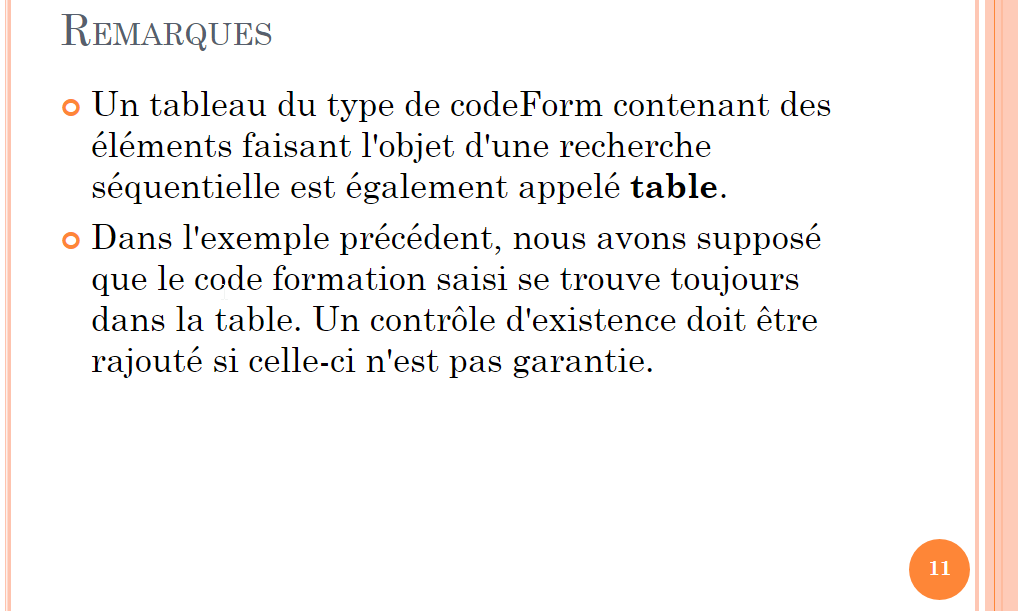 REMARQUES
Un tableau du type de codeForm contenant des
éléments faisant l'objet d'une recherche
séquentielle est également appelé table.
Dans l'exemple précédent, nous avons supposé
que le code formation saisi se trouve toujours
dans la table. Un contrôle d'existence doit être
rajouté si celle-ci n'est pas garantie.
11